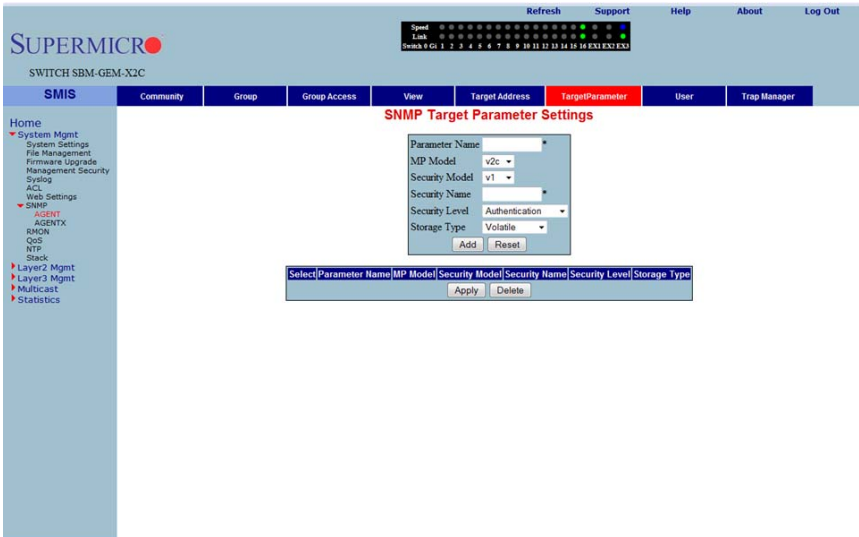 Refresh Support Help About Log Out
SUPERMICRO
SWITCH SBM-GEM-X2C
Speed
Link
Switch 0 Gi 1 2 3 4 5 6 7 8 9 10 11 12 13 14 15 16 EX1 EX2 EX3
SMIS
Community Group Group Access View Target Address TargetParameter User Trap Manager
Home
System Mgmt
System Settings
File Management
Firmware Upgrade
Management Security
Syslog
ACL
Web Settings
SNMP
AGENT
AGENTX
RMON
QoS
NTP
Stack
Layer2 Mgmt
Layer3 Mgmt
Multicast
Statistics
SNMP Target Parameter Settings
Parameter Name *
MP Model v2c
Security Model v1
Security Name *
Security Level Authentication
Storage Type Volatile
Add Reset
Select Parameter Name MP Model Security Model Security Name Security Level Storage Type
Apply Delete